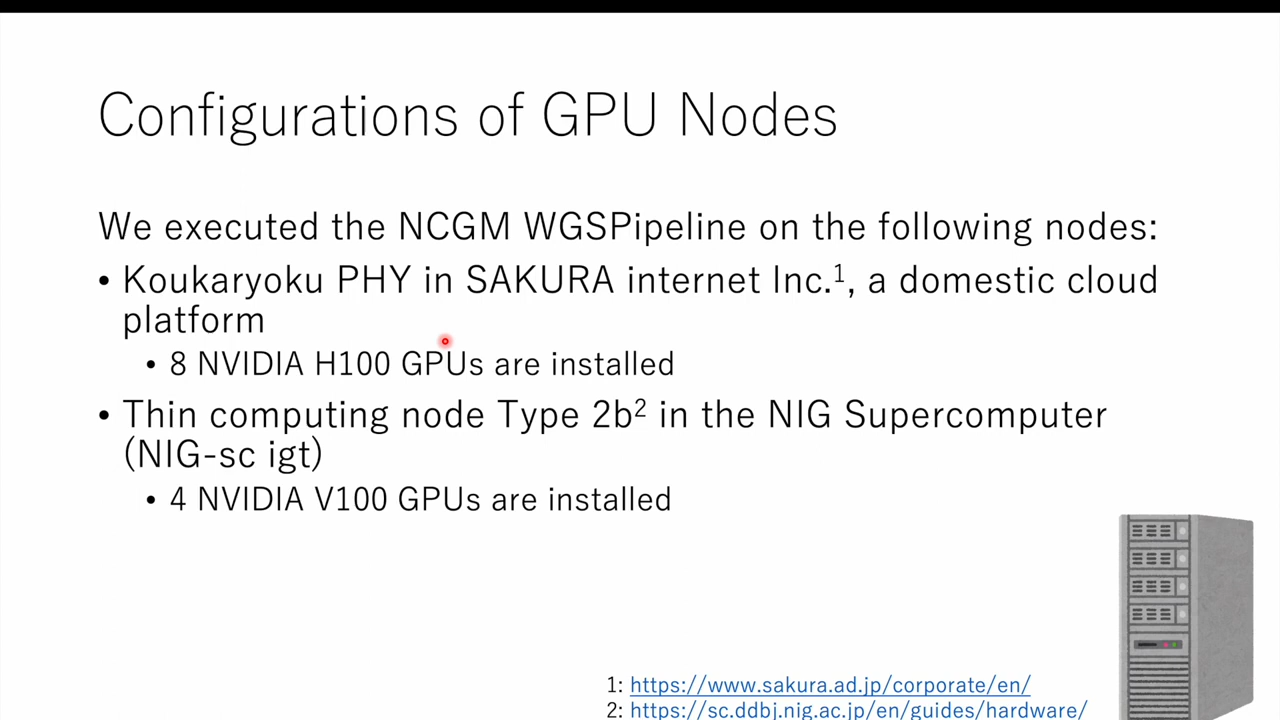 Configurations of GPU Nodes
We executed the NCGM WGSPipeline on the following nodes:
• Koukaryoku PHY in SAKURA internet Inc.¹, a domestic cloud
platform
• 8 NVIDIA H100 GPUs are installed
• Thin computing node Type 2b² in the NIG Supercomputer
(NIG-sc igt)
• 4 NVIDIA V100 GPUs are installed
1: https://www.sakura.ad.jp/corporate/en/
2: https://sc.ddbj.nig.ac.jp/en/guides/hardware/